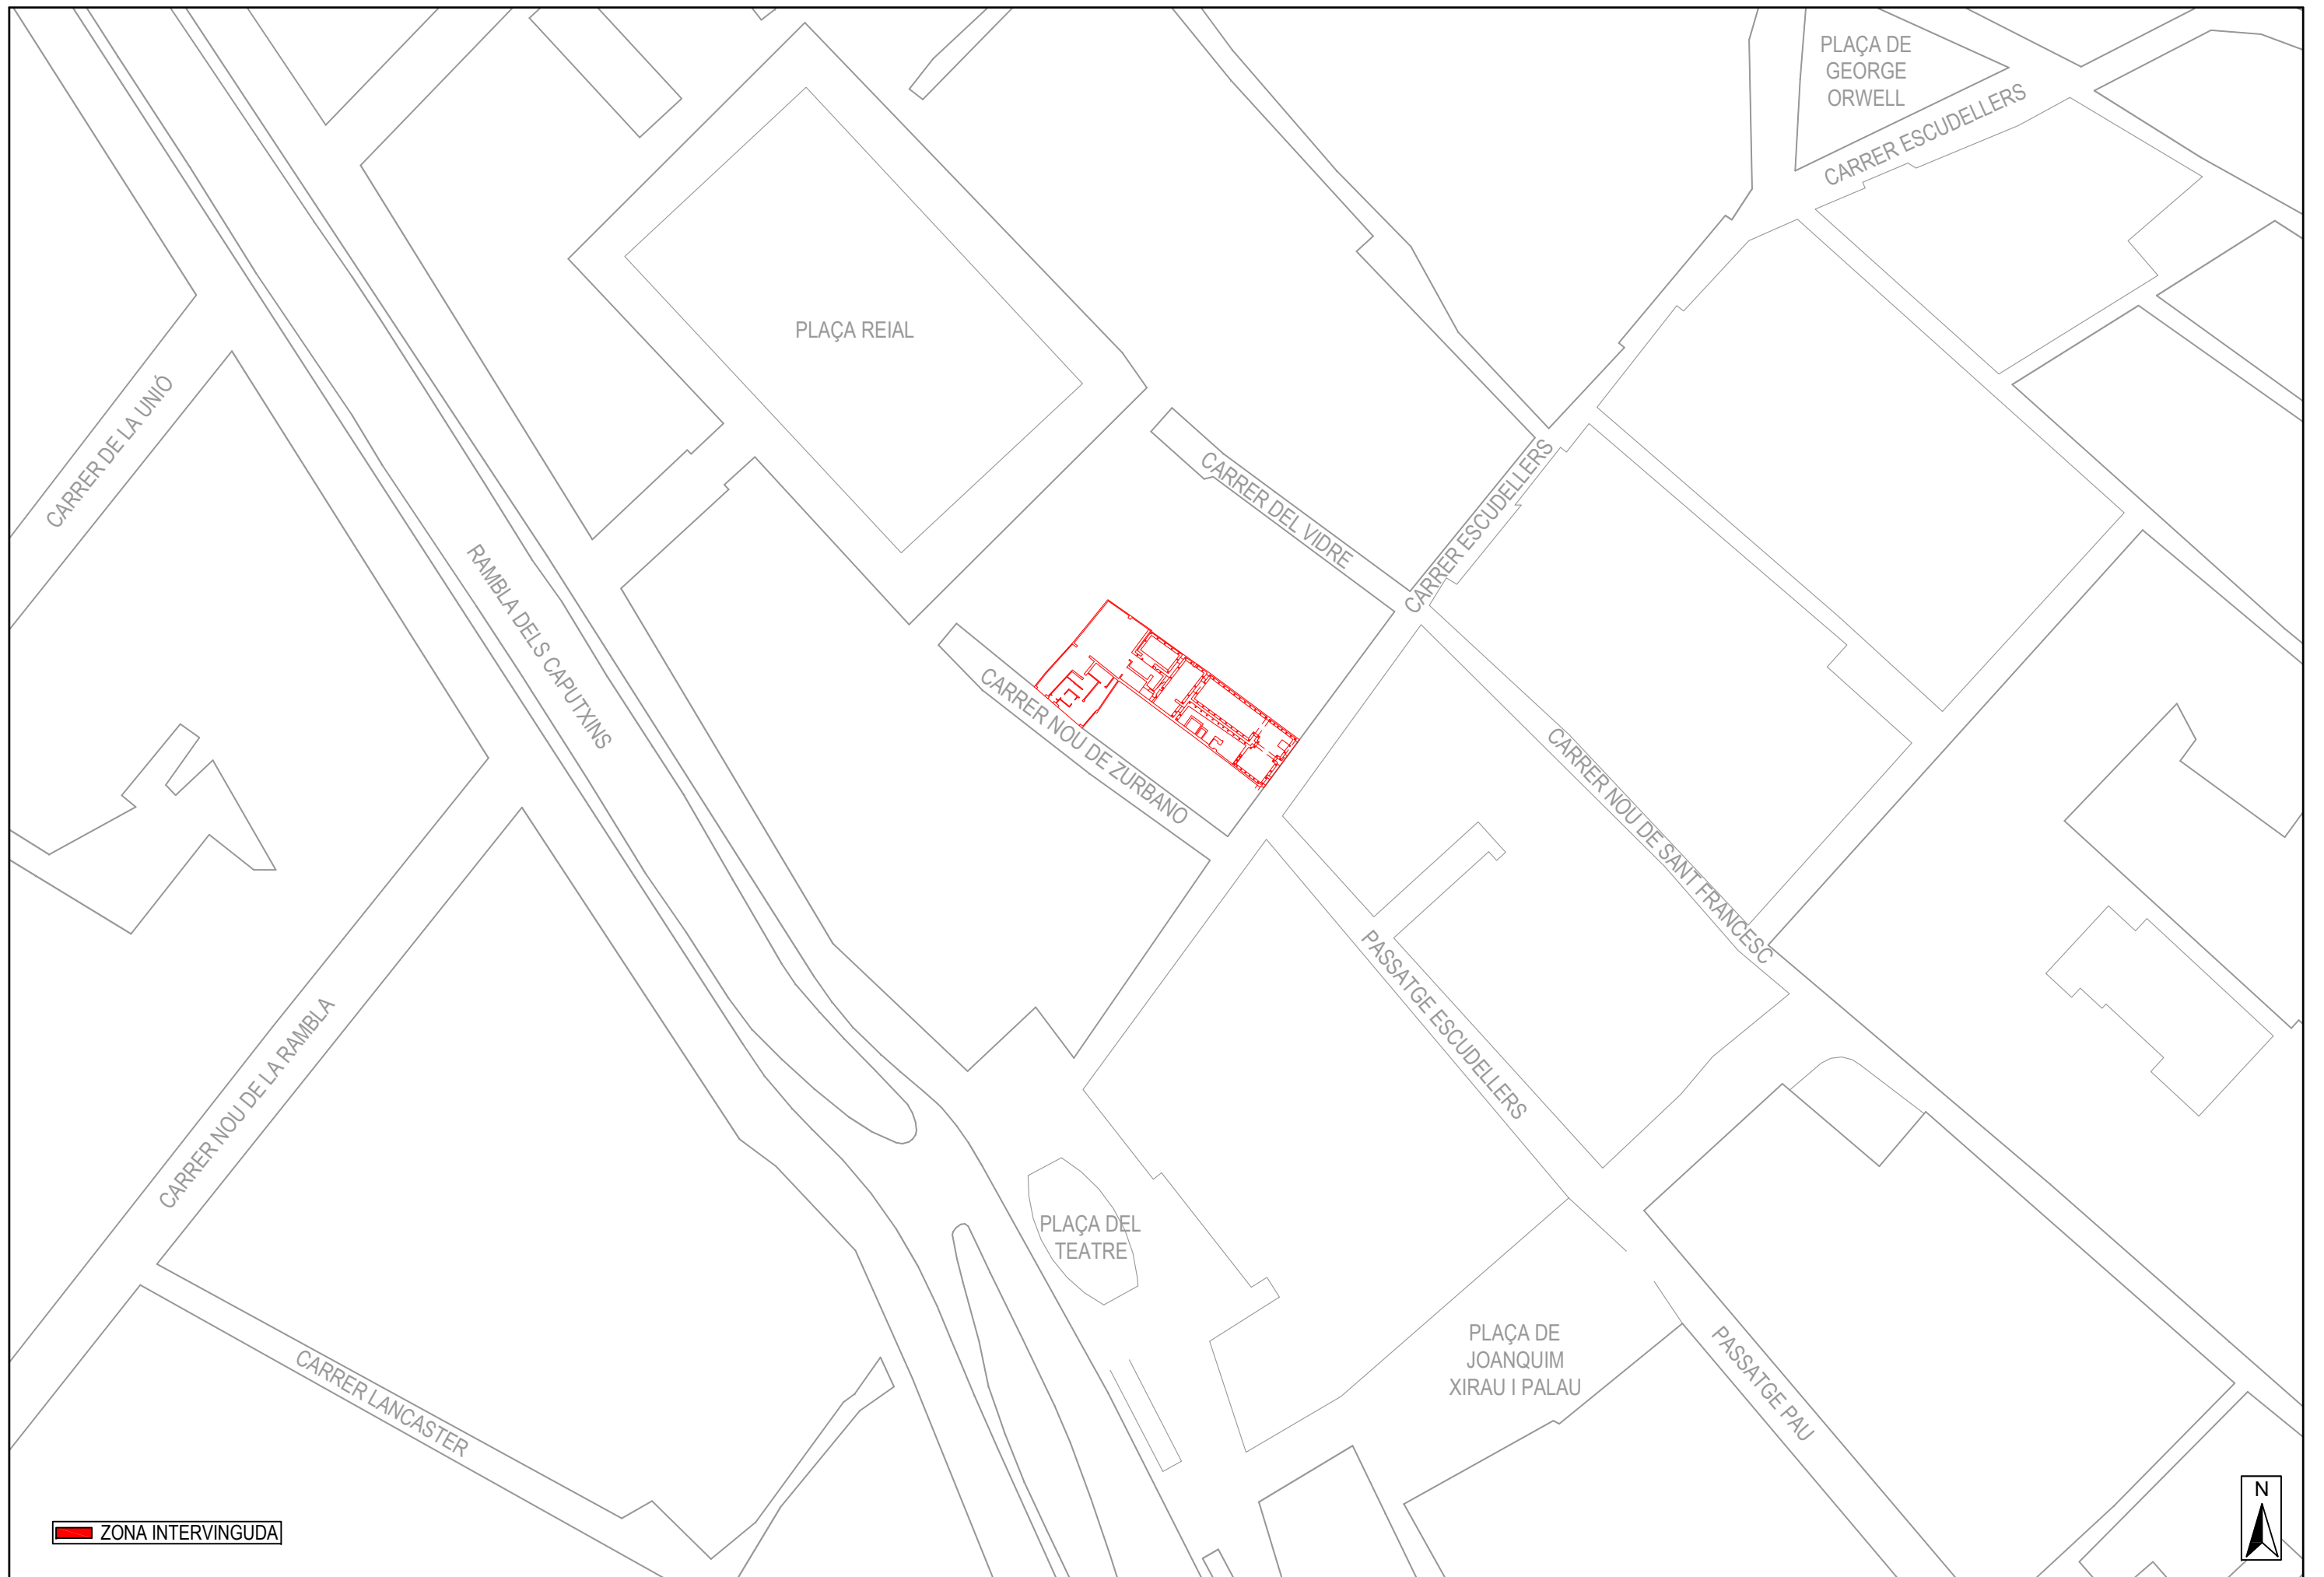 PLAÇA DE
GEORGE
ORWELL
CARRER ESCUDELLERS
PLAÇA REIAL
CARRER DE LA UNIÓ
CARRER DEL VIDRE
CARRER ESCUDELLERS
RAMBLA DELS CAPUTXINS
CARRER NOU DE ZURBANO
CARRER NOU DE SANT FRANCESC
PASSATGE ESCUDELLERS
CARRER NOU DE LA RAMBLA
PLAÇA DEL
TEATRE
PLAÇA DE
JOANQUIM
XIRAU I PALAU
PASSATGE PAU
CARRER LANCASTER
ZONA INTERVINGUDA
N